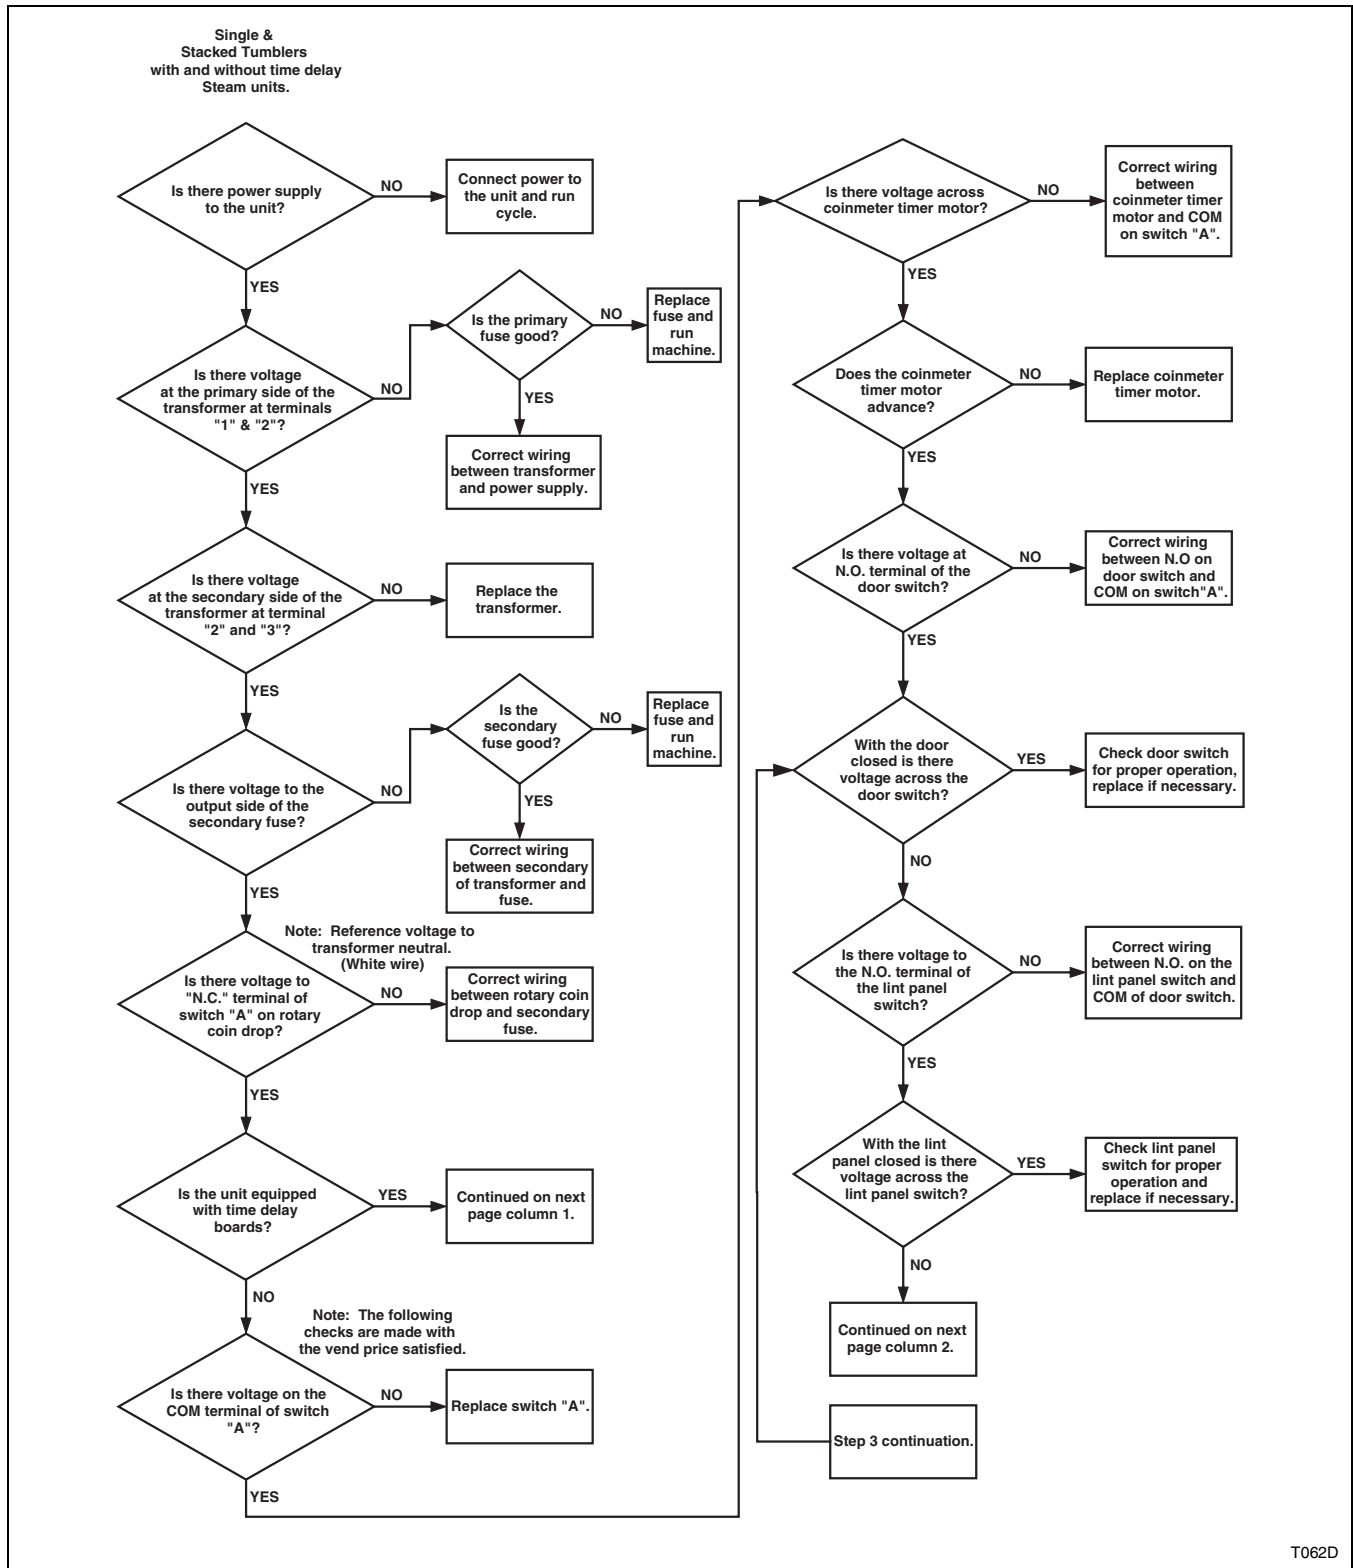 Single &
Stacked Tumblers
with and without time delay
Steam units.
Is there power supply
to the unit?
NO
Connect power to
the unit and run
cycle.
YES
Is there voltage
at the primary side of the
transformer at terminals
"1" & "2"?
NO
Is the primary
fuse good?
NO
Replace
fuse and
run
machine.
YES
Correct wiring
between transformer
and power supply.
YES
Is there voltage
at the secondary side of the
transformer at terminal
"2" and "3"?
NO
Replace the
transformer.
YES
Is there voltage to the
output side of the
secondary fuse?
NO
Is the
secondary
fuse good?
NO
Replace
fuse and
run
machine.
YES
Correct wiring
between secondary
of transformer and
fuse.
YES
Note: Reference voltage to
transformer neutral.
(White wire)
Is there voltage to
"N.C." terminal of
switch "A" on rotary
coin drop?
NO
Correct wiring
between rotary coin
drop and secondary
fuse.
YES
Is the unit equipped
with time delay
boards?
YES
Continued on next
page column 1.
NO
Note: The following
checks are made with
the vend price satisfied.
Is there voltage on the
COM terminal of switch
"A"?
NO
Replace switch "A".
YES
Is there voltage across
coinmeter timer motor?
NO
Correct wiring
between
coinmeter timer
motor and COM
on switch "A".
YES
Does the coinmeter
timer motor
advance?
NO
Replace coinmeter
timer motor.
YES
Is there voltage at
N.O. terminal of the
door switch?
NO
Correct wiring
between N.O on
door switch and
COM on switch"A".
YES
With the door
closed is there
voltage across the
door switch?
YES
Check door switch
for proper operation,
replace if necessary.
NO
Is there voltage to
the N.O. terminal of
the lint panel
switch?
NO
Correct wiring
between N.O. on the
lint panel switch and
COM of door switch.
YES
With the lint
panel closed is there
voltage across the
lint panel switch?
YES
Check lint panel
switch for proper
operation and
replace if necessary.
NO
Continued on next
page column 2.
Step 3 continuation.
T062D